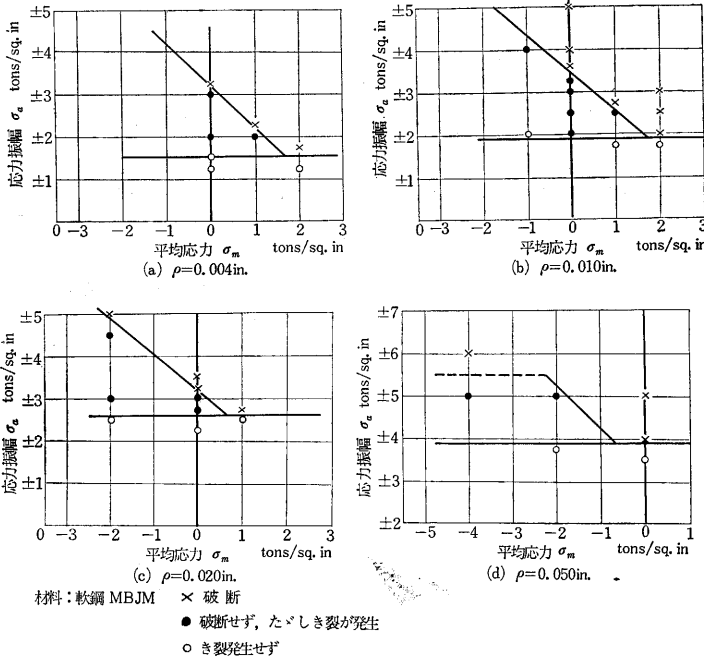 応力振幅 σa tons/sq. in
±5
±4
±3
±2
±1
0 −3 −2 −1 0 1 2 3
平均応力 σm tons/sq. in
(a) ρ=0.004in.
応力振幅 σa tons/sq. in
±5
±4
±3
±2
±1
0 −3 −2 −1 0 1 2 3
平均応力 σm tons/sq. in
(b) ρ=0.010in.
応力振幅 σa tons/sq. in
±5
±4
±3
±2
±1
0 −3 −2 −1 0 1 2 3
平均応力 σm tons/sq. in
(c) ρ=0.020in.
応力振幅 σa tons/sq. in
±7
±6
±5
±4
±3
±2
−5 −4 −3 −2 −1 0 1
平均応力 σm tons/sq. in
(d) ρ=0.050in.
材料：軟鋼 MBJM × 破断
● 破断せず，たゞしき裂が発生
○ き裂発生せず